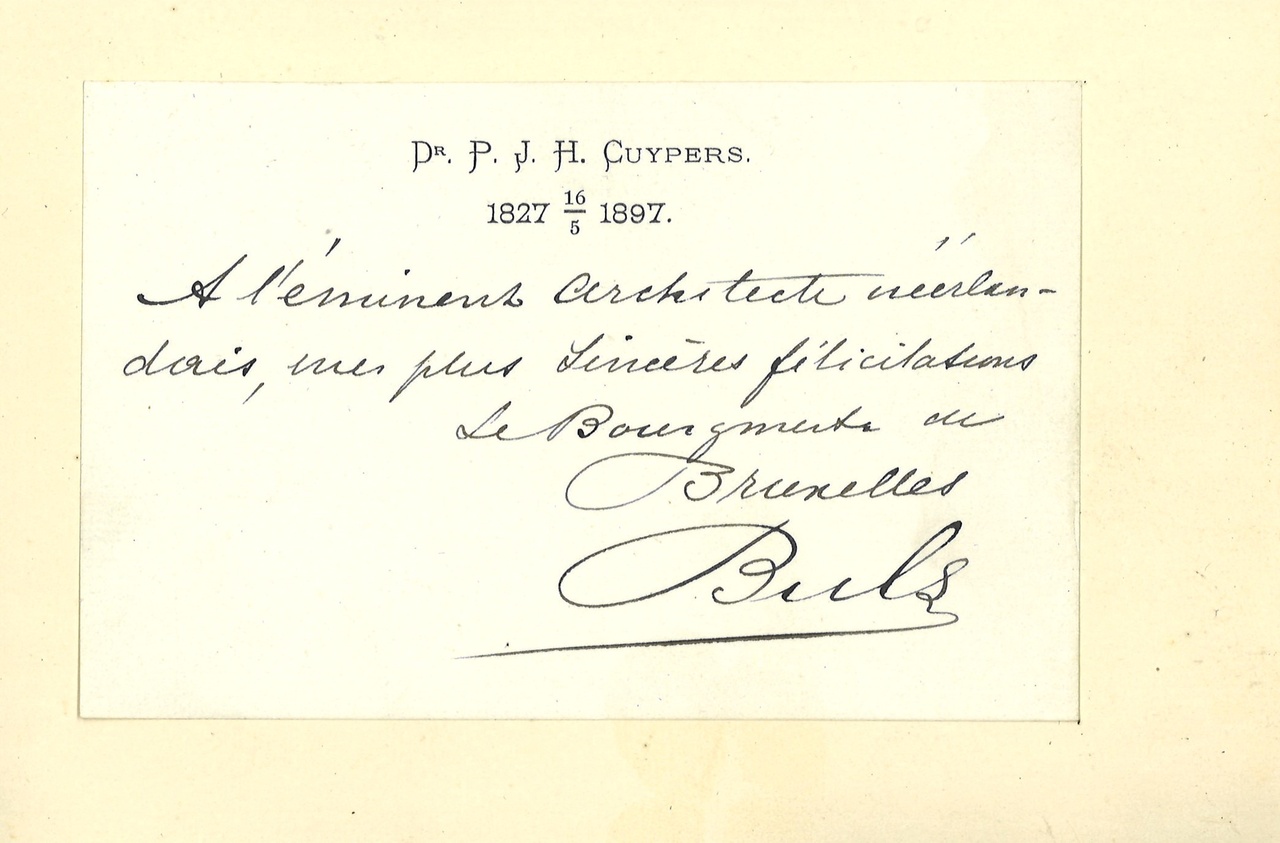 Dr. P. J. H. Cuypers.
1827 16/5 1897.
A l'éminent architecte néerlan-
dais, mes plus sincères félicitations
Le Bourgmestre de
Bruxelles
Buls